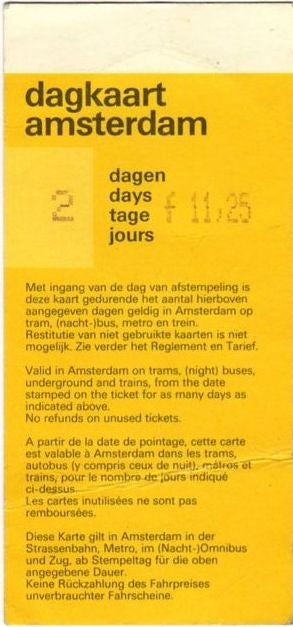 dagkaart
amsterdam
dagen
2 days
tage f 11,25
jours
Met ingang van de dag van afstempeling is
deze kaart gedurende het aantal hierboven
aangegeven dagen geldig in Amsterdam op
tram, (nacht-)bus, metro en trein.
Restitutie van niet gebruikte kaarten is niet
mogelijk. Zie verder het Reglement en Tarief.
Valid in Amsterdam on trams, (night) buses,
underground and trains, from the date
stamped on the ticket for as many days as
indicated above.
No refunds on unused tickets.
A partir de la date de pointage, cette carte
est valable à Amsterdam dans les trams,
autobus (y compris ceux de nuit), métros et
trains, pour le nombre de jours indiqué
ci-dessus.
Les cartes inutilisées ne sont pas
remboursées.
Diese Karte gilt in Amsterdam in der
Strassenbahn, Metro, im (Nacht-)Omnibus
und Zug, ab Stempeltag für die oben
angegebene Dauer.
Keine Rückzahlung des Fahrpreises
unverbrauchter Fahrscheine.